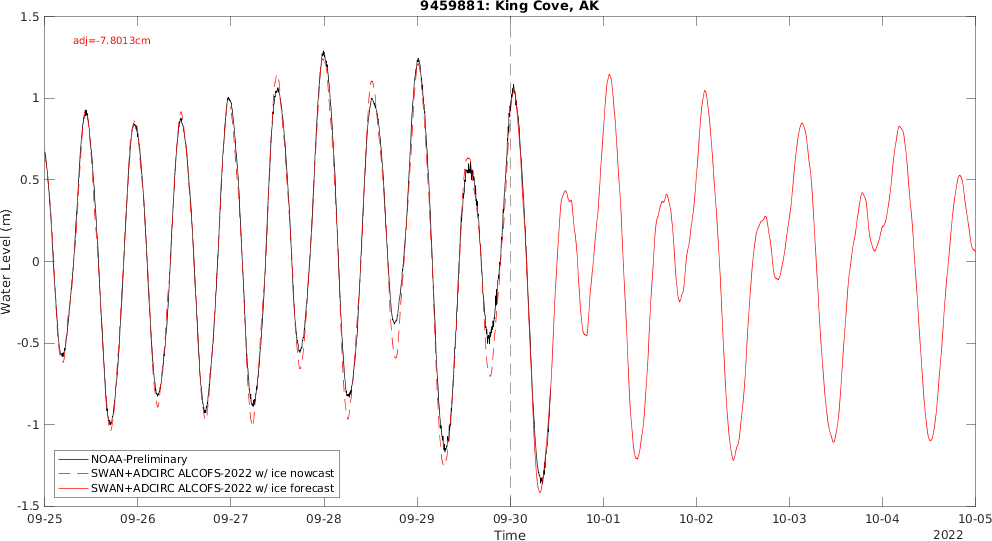 9459881: King Cove, AK
adj=-7.8013cm
1.5
1
0.5
0
-0.5
-1
-1.5
Water Level (m)
NOAA-Preliminary
SWAN+ADCIRC ALCOFS-2022 w/ ice nowcast
SWAN+ADCIRC ALCOFS-2022 w/ ice forecast
09-25 09-26 09-27 09-28 09-29 09-30 10-01 10-02 10-03 10-04 10-05
Time
2022